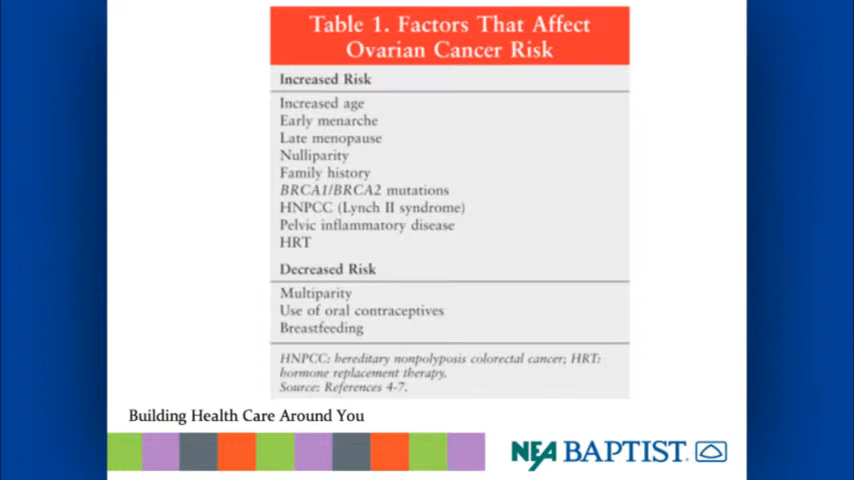 Table 1. Factors That Affect
Ovarian Cancer Risk
Increased Risk
Increased age
Early menarche
Late menopause
Nulliparity
Family history
BRCA1/BRCA2 mutations
HNPCC (Lynch II syndrome)
Pelvic inflammatory disease
HRT
Decreased Risk
Multiparity
Use of oral contraceptives
Breastfeeding
HNPCC: hereditary nonpolyposis colorectal cancer; HRT:
hormone replacement therapy.
Source: References 4-7.
Building Health Care Around You
NEA BAPTIST